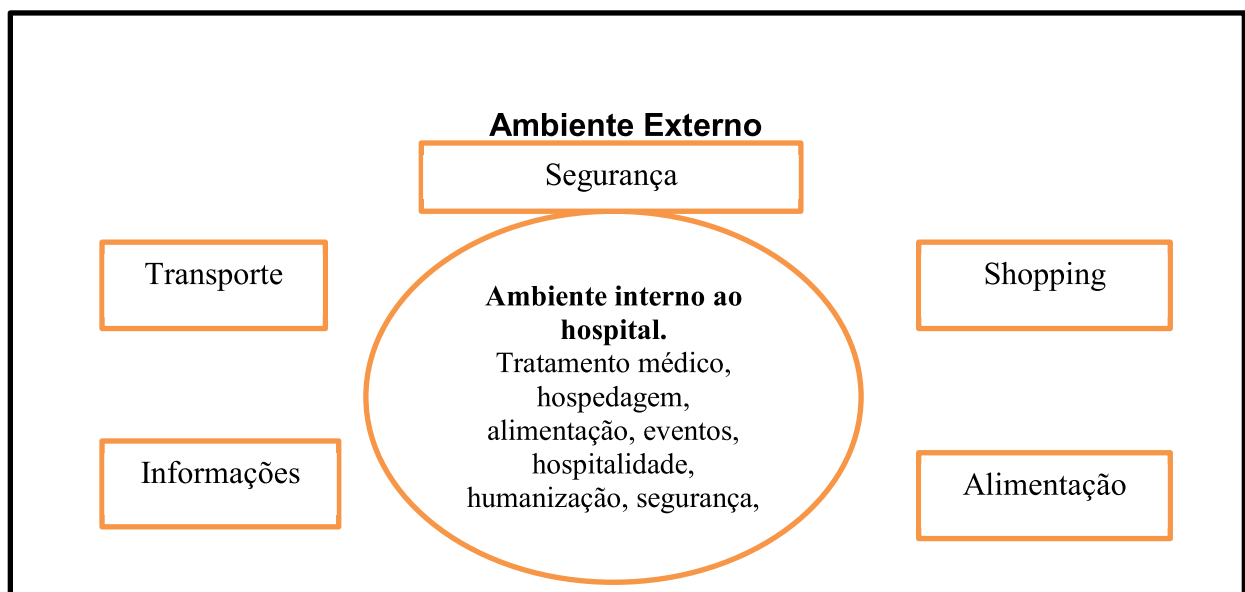 Ambiente Externo
Segurança
Transporte
Shopping
Ambiente interno ao
hospital.
Tratamento médico,
hospedagem,
alimentação, eventos,
hospitalidade,
humanização, segurança,
Informações
Alimentação